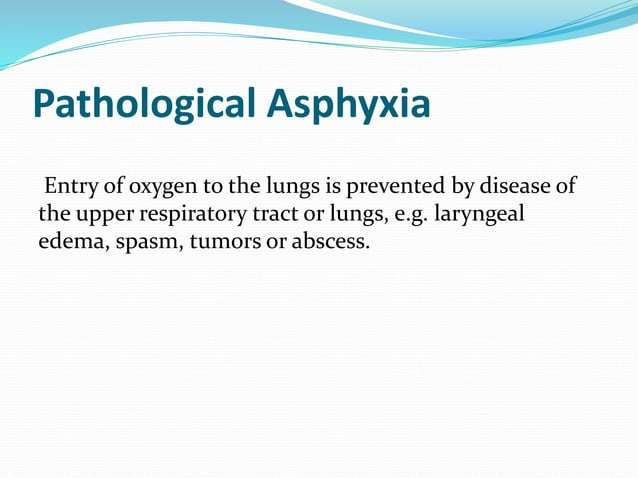 Pathological Asphyxia
Entry of oxygen to the lungs is prevented by disease of
the upper respiratory tract or lungs, e.g. laryngeal
edema, spasm, tumors or abscess.